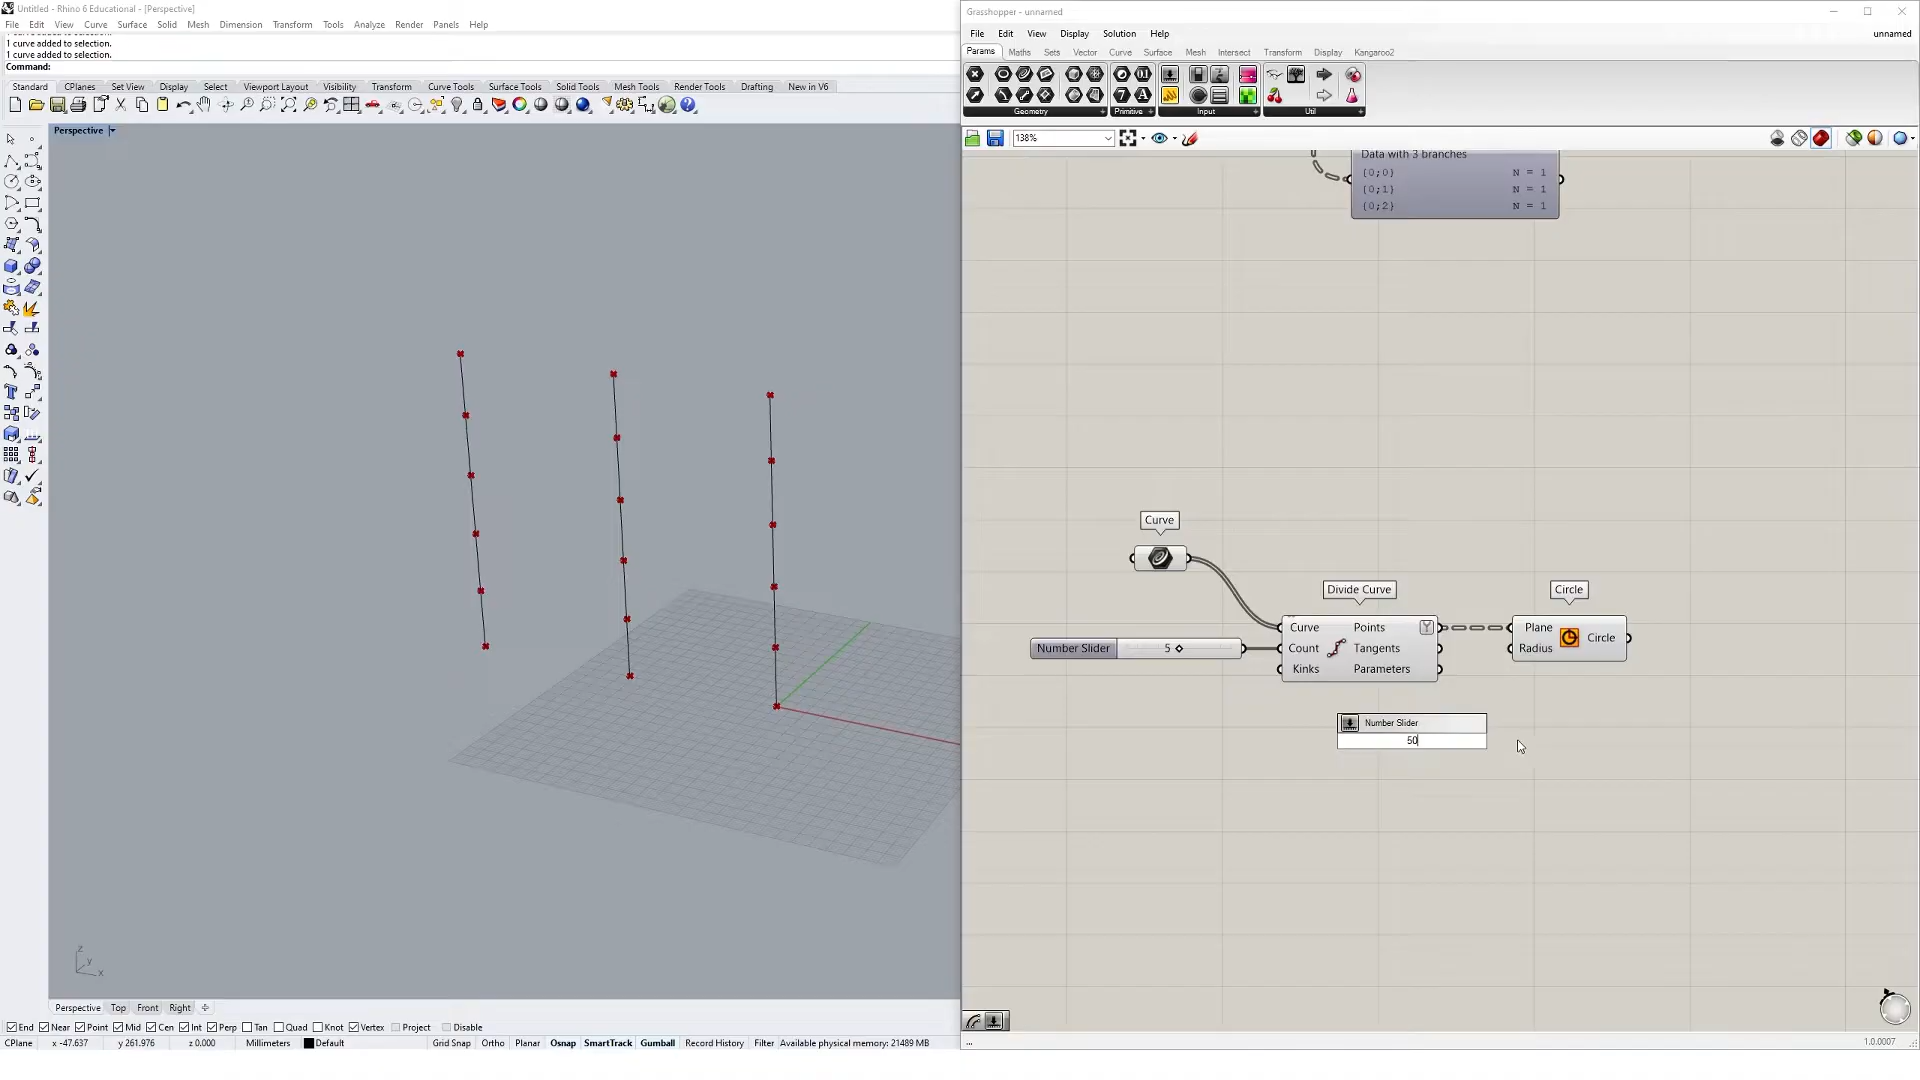 Untitled - Rhino 6 Educational - [Perspective]
File Edit View Curve Surface Solid Mesh Dimension Transform Tools Analyze Render Panels Help
1 curve added to selection.
1 curve added to selection.
Command:
Standard CPlanes Set View Display Select Viewport Layout Visibility Transform Curve Tools Surface Tools Solid Tools Mesh Tools Render Tools Drafting New in V6
Perspective
z
y
x
Perspective Top Front Right
End Near Point Mid Cen Int Perp Tan Quad Knot Vertex Project Disable
CPlane x -47.637 y 261.976 z 0.000 Millimeters Default Grid Snap Ortho Planar Osnap SmartTrack Gumball Record History Filter Available physical memory: 21489 MB
Grasshopper - unnamed
File Edit View Display Solution Help unnamed
Params Maths Sets Vector Curve Surface Mesh Intersect Transform Display Kangaroo2
Geometry Primitive Input Util
138%
Data with 3 branches
{0;0} N = 1
{0;1} N = 1
{0;2} N = 1
Curve
Divide Curve
Circle
Curve Points
Count Tangents
Kinks Parameters
Number Slider 5
Plane
Radius
Circle
Number Slider
50
... 1.0.0007